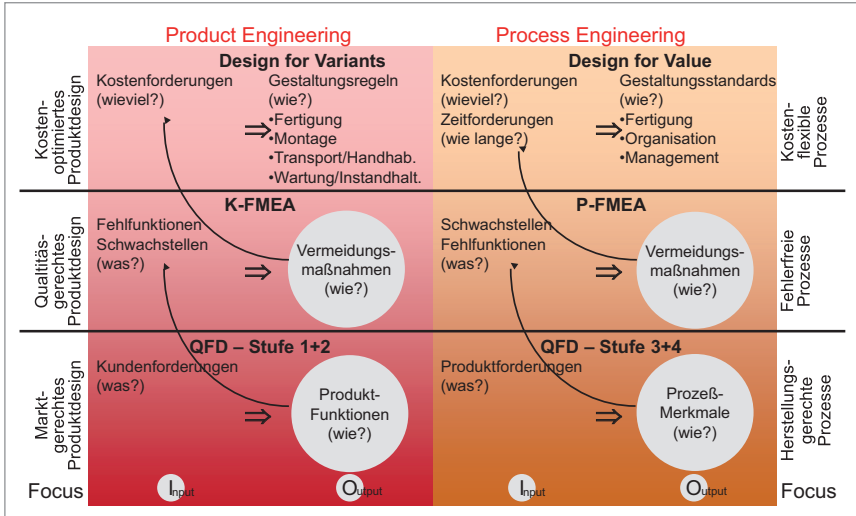 Product Engineering
Process Engineering
Kosten-
optimiertes
Produktdesign
Design for Variants
Kostenforderungen
(wieviel?)
Gestaltungsregeln
(wie?)
•Fertigung
•Montage
•Transport/Handhab.
•Wartung/Instandhalt.
Design for Value
Kostenforderungen
(wieviel?)
Zeitforderungen
(wie lange?)
Gestaltungsstandards
(wie?)
•Fertigung
•Organisation
•Management
Kosten-
flexible
Prozesse
Qualtitäs-
gerechtes
Produktdesign
K-FMEA
Fehlfunktionen
Schwachstellen
(was?)
Vermeidungs-
maßnahmen
(wie?)
P-FMEA
Schwachstellen
Fehlfunktionen
(was?)
Vermeidungs-
maßnahmen
(wie?)
Fehlerfreie
Prozesse
Markt-
gerechtes
Produktdesign
QFD – Stufe 1+2
Kundenforderungen
(was?)
Produkt-
Funktionen
(wie?)
QFD – Stufe 3+4
Produktforderungen
(was?)
Prozeß-
Merkmale
(wie?)
Herstellungs-
gerechte
Prozesse
Focus
Input
Output
Input
Output
Focus